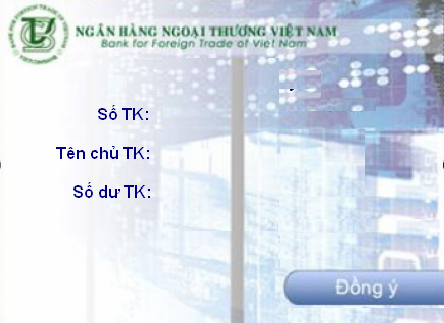 NGÂN HÀNG NGOẠI THƯƠNG VIỆT NAM
Bank for Foreign Trade of Viet Nam
Số TK:
Tên chủ TK:
Số dư TK:
Đồng ý